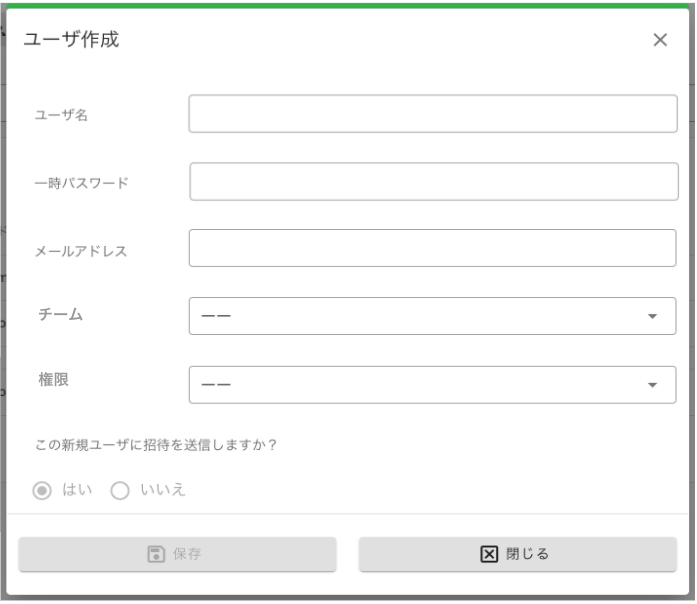 ユーザ作成
ユーザ名
一時パスワード
メールアドレス
チーム
——
権限
——
この新規ユーザに招待を送信しますか？
はい いいえ
保存 閉じる